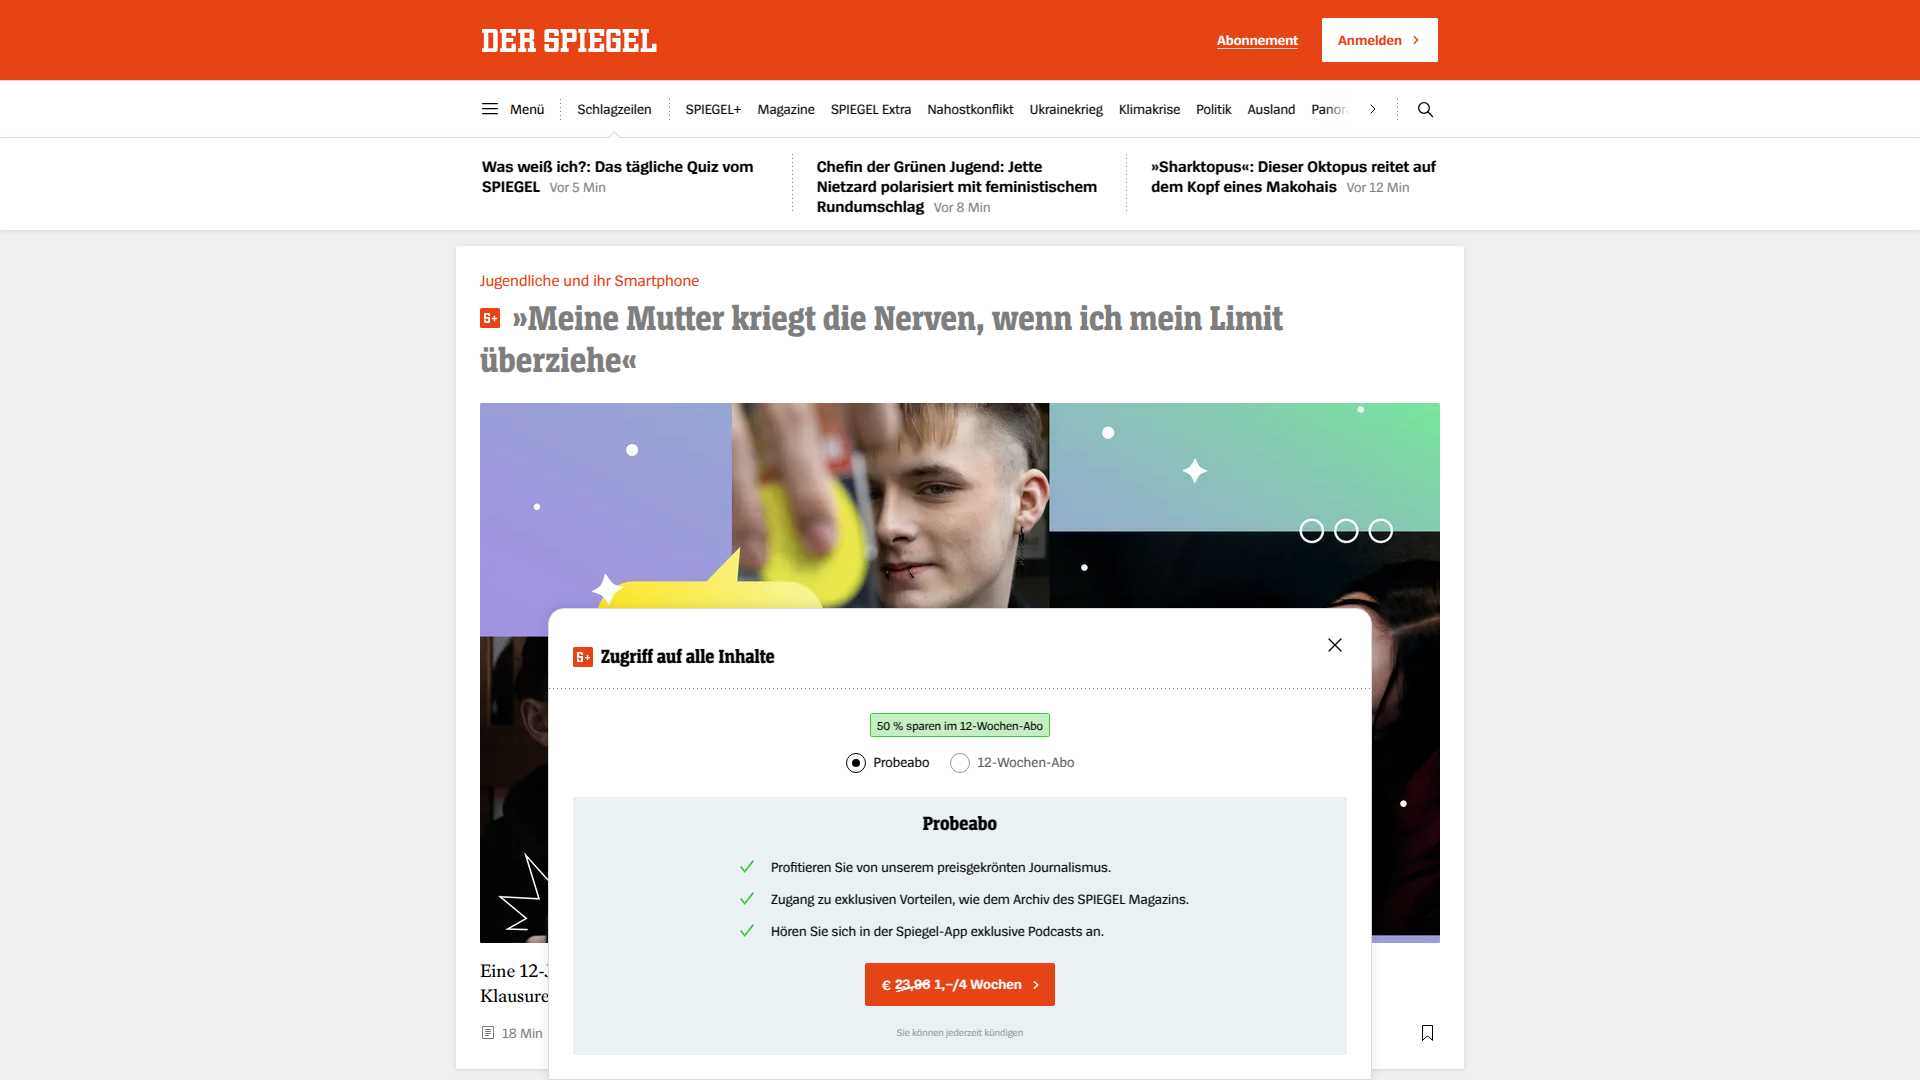 DER SPIEGEL
Abonnement
Anmelden
Menü
Schlagzeilen
SPIEGEL+
Magazine
SPIEGEL Extra
Nahostkonflikt
Ukrainekrieg
Klimakrise
Politik
Ausland
Was weiß ich?: Das tägliche Quiz vom
SPIEGEL Vor 5 Min
Chefin der Grünen Jugend: Jette
Nietzard polarisiert mit feministischem
Rundumschlag Vor 8 Min
»Sharktopus«: Dieser Oktopus reitet auf
dem Kopf eines Makohais Vor 12 Min
Jugendliche und ihr Smartphone
S+ »Meine Mutter kriegt die Nerven, wenn ich mein Limit
überziehe«
S+ Zugriff auf alle Inhalte
50 % sparen im 12-Wochen-Abo
Probeabo
12-Wochen-Abo
Probeabo
Profitieren Sie von unserem preisgekrönten Journalismus.
Zugang zu exklusiven Vorteilen, wie dem Archiv des SPIEGEL Magazins.
Hören Sie sich in der Spiegel-App exklusive Podcasts an.
€ 23,96 1,–/4 Wochen
Sie können jederzeit kündigen
Eine 12-
Klausure
18 Min